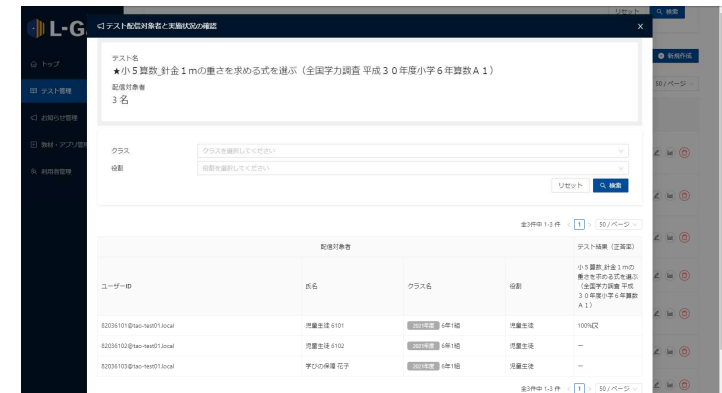 リセット
検索
L-G
テスト配信対象者と実施状況の確認
×
トップ
テスト管理
お知らせ管理
教材・アプリ管
利用者管理
新規作成
50 / ページ
テスト名
★小５算数_針金１mの重さを求める式を選ぶ（全国学力調査 平成３０年度小学６年算数Ａ１）
配信対象者
3 名
クラス
クラスを選択してください
役割
役割を選択してください
リセット
検索
全3件中 1-3 件 < 1 > 50 / ページ
配信対象者
テスト結果（正答率）
ユーザーID
氏名
クラス名
役割
小５算数_針金１mの
重さを求める式を選ぶ
（全国学力調査 平成
３０年度小学６年算数
Ａ１）
82036101@tao-test01.local 児童生徒 6101 2021年度 6年1組 児童生徒 100%
82036102@tao-test01.local 児童生徒 6102 2021年度 6年1組 児童生徒 −
82036103@tao-test01.local 学びの保障 花子 2021年度 6年1組 児童生徒 −
全3件中 1-3 件 < 1 > 50 / ページ